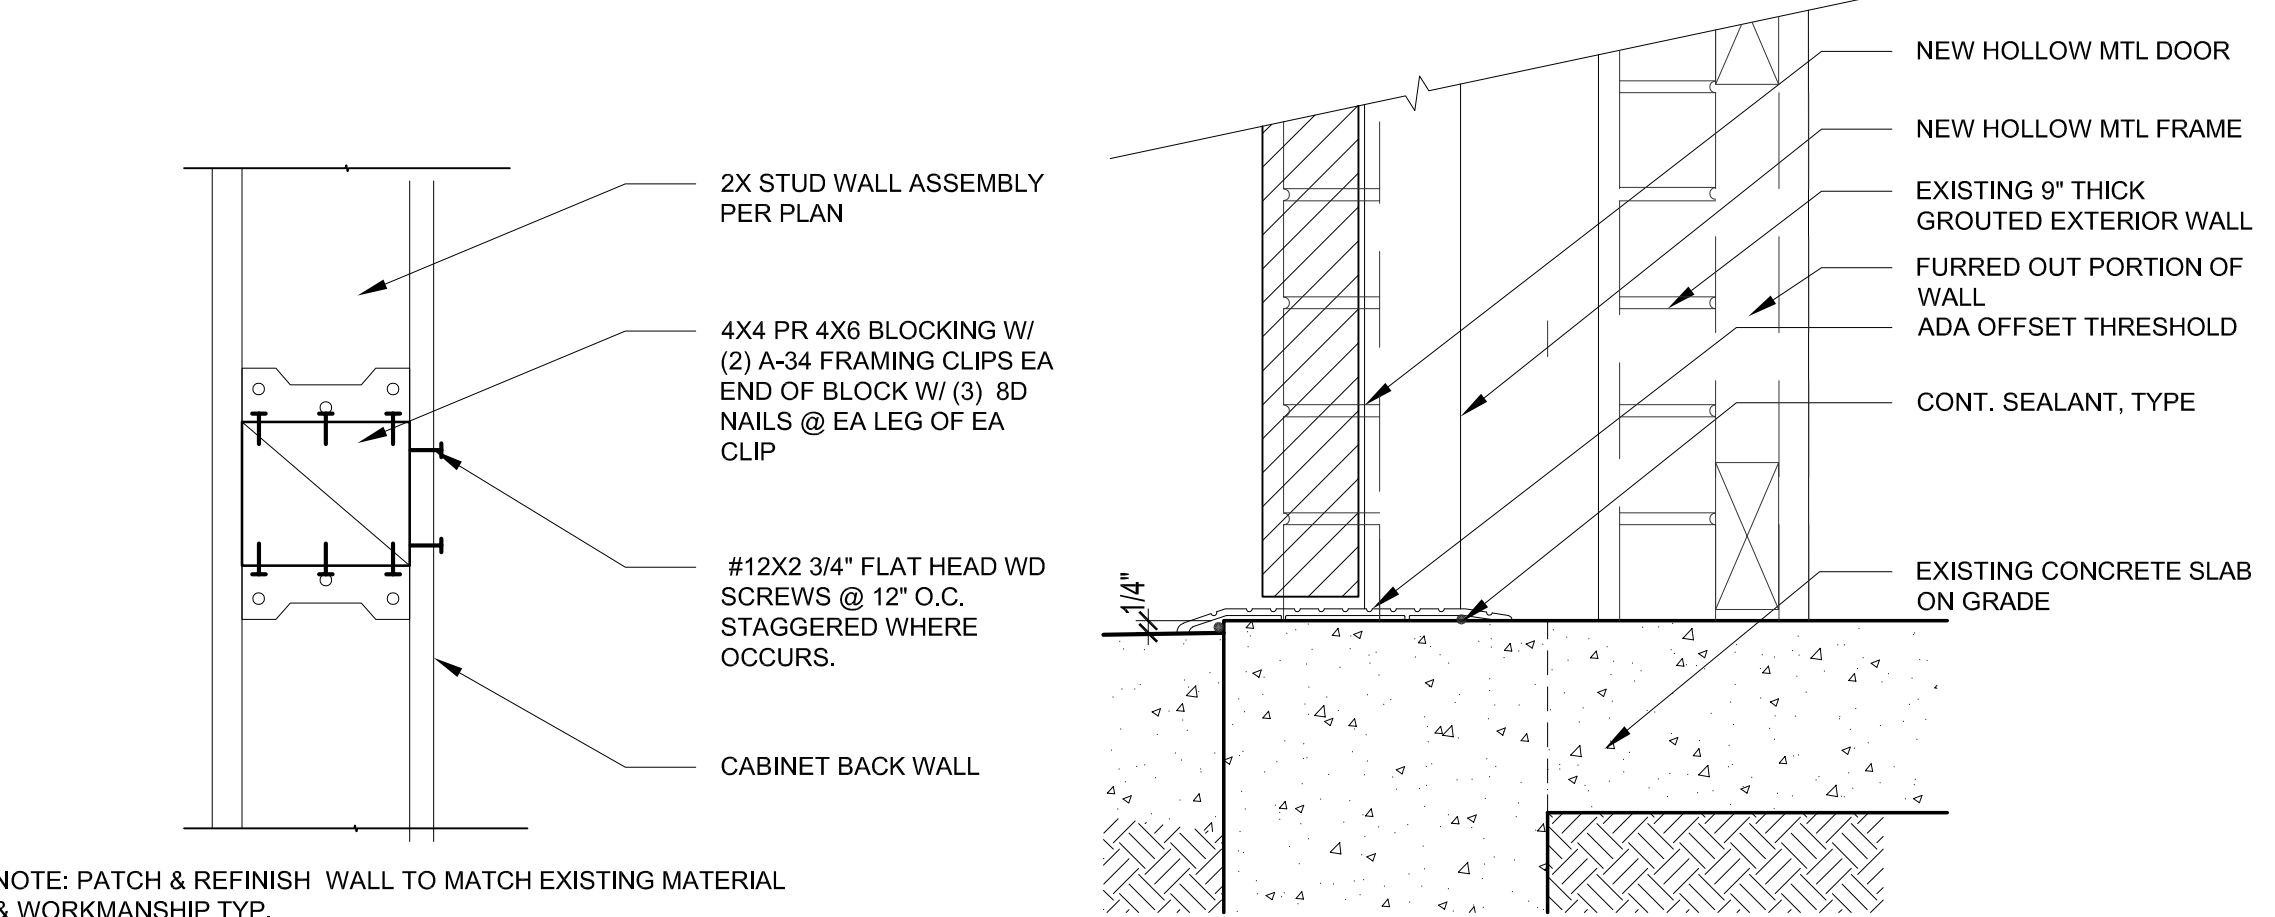 2X STUD WALL ASSEMBLY
PER PLAN
4X4 PR 4X6 BLOCKING W/
(2) A-34 FRAMING CLIPS EA
END OF BLOCK W/ (3) 8D
NAILS @ EA LEG OF EA
CLIP
#12X2 3/4" FLAT HEAD WD
SCREWS @ 12" O.C.
STAGGERED WHERE
OCCURS.
CABINET BACK WALL
NOTE: PATCH & REFINISH WALL TO MATCH EXISTING MATERIAL
& WORKMANSHIP TYP.
NEW HOLLOW MTL DOOR
NEW HOLLOW MTL FRAME
EXISTING 9" THICK
GROUTED EXTERIOR WALL
FURRED OUT PORTION OF
WALL
ADA OFFSET THRESHOLD
CONT. SEALANT, TYPE
EXISTING CONCRETE SLAB
ON GRADE
1/4"